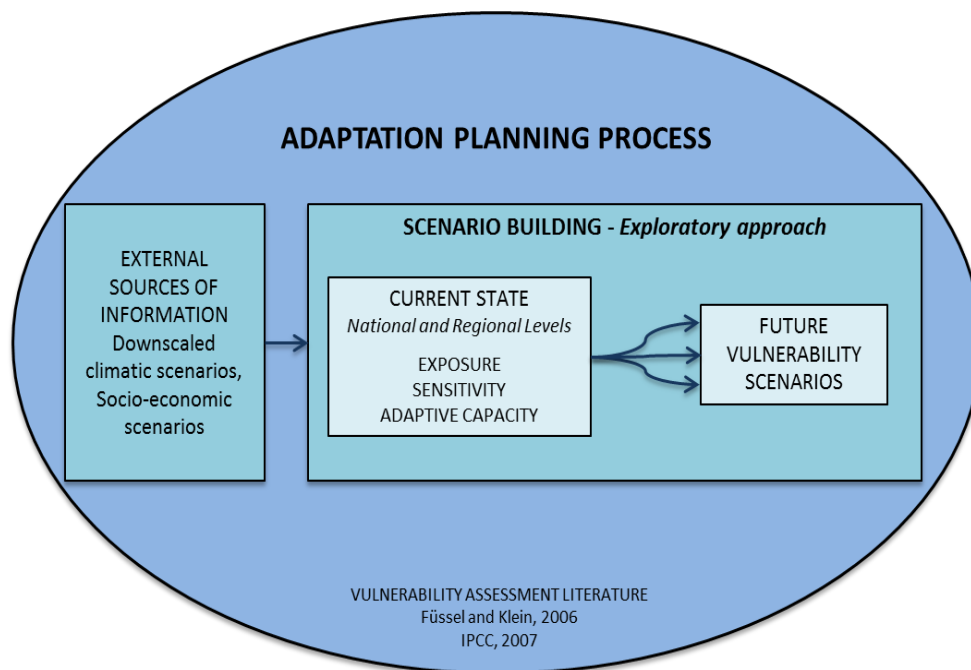 ADAPTATION PLANNING PROCESS
EXTERNAL
SOURCES OF
INFORMATION
Downscaled
climatic scenarios,
Socio-economic
scenarios
SCENARIO BUILDING - Exploratory approach
CURRENT STATE
National and Regional Levels
EXPOSURE
SENSITIVITY
ADAPTIVE CAPACITY
FUTURE
VULNERABILITY
SCENARIOS
VULNERABILITY ASSESSMENT LITERATURE
Füssel and Klein, 2006
IPCC, 2007